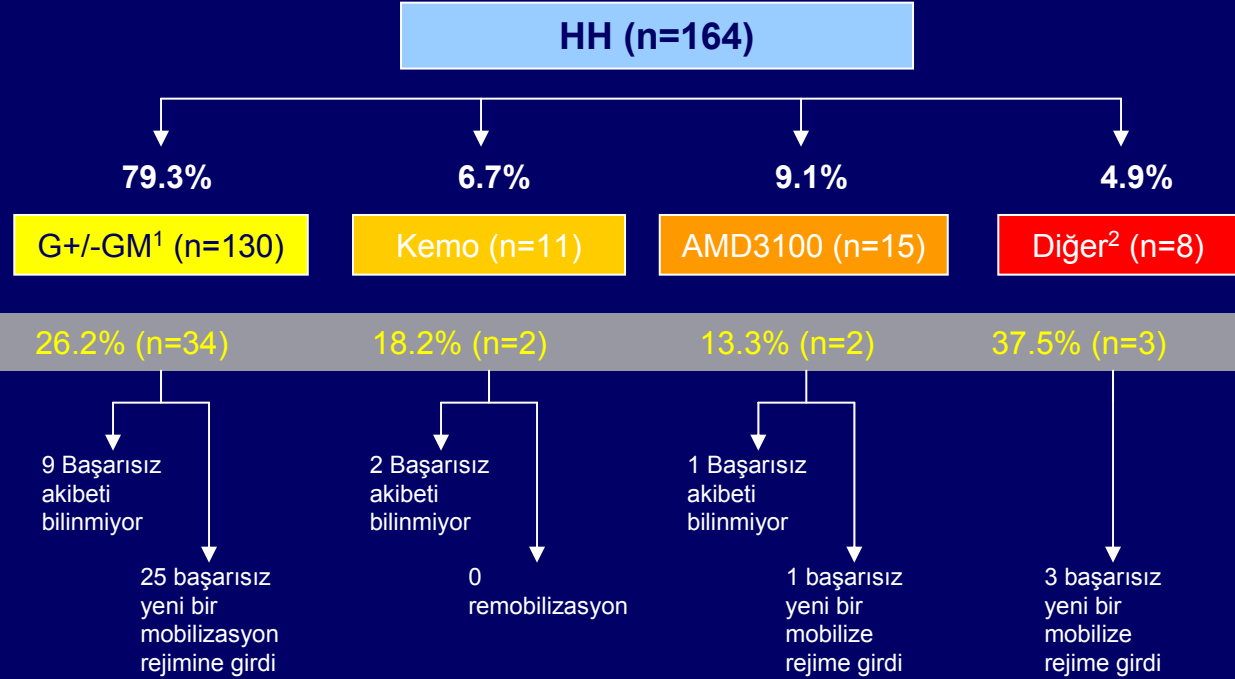 HH (n=164)
79.3% 6.7% 9.1% 4.9%
G+/-GM¹ (n=130) Kemo (n=11) AMD3100 (n=15) Diğer² (n=8)
26.2% (n=34) 18.2% (n=2) 13.3% (n=2) 37.5% (n=3)
9 Başarısız
akibeti
bilinmiyor
2 Başarısız
akibeti
bilinmiyor
1 Başarısız
akibeti
bilinmiyor
25 başarısız
yeni bir
mobilizasyon
rejimine girdi
0
remobilizasyon
1 başarısız
yeni bir
mobilize
rejime girdi
3 başarısız
yeni bir
mobilize
rejime girdi